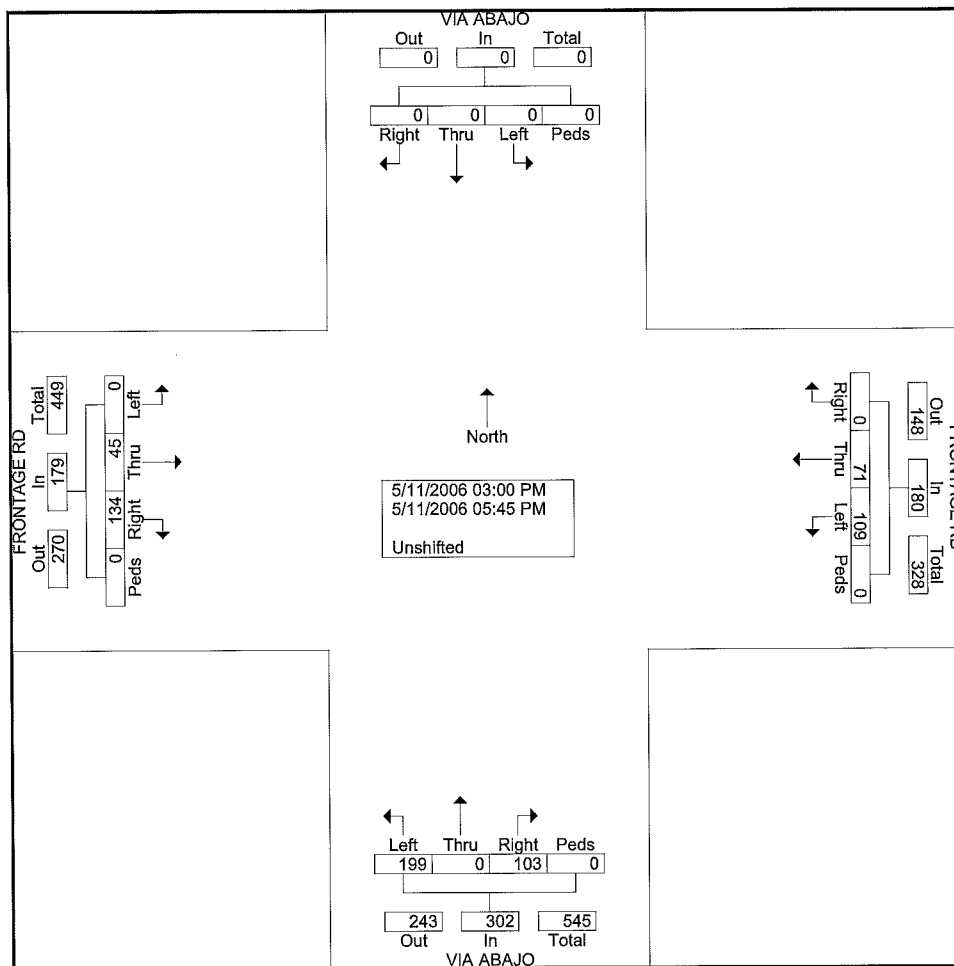 VIA ABAJO
Out In Total
0 0 0
0 0 0 0
Right Thru Left Peds
FRONTAGE RD
Total In Out
449 179 270
0 45 134 0
Left Thru Right Peds
North
5/11/2006 03:00 PM
5/11/2006 05:45 PM
Unshifted
Right Thru Left Peds
0 71 109 0
Out In Total
148 180 328
FRONTAGE RD
Left Thru Right Peds
199 0 103 0
243 302 545
Out In Total
VIA ABAJO